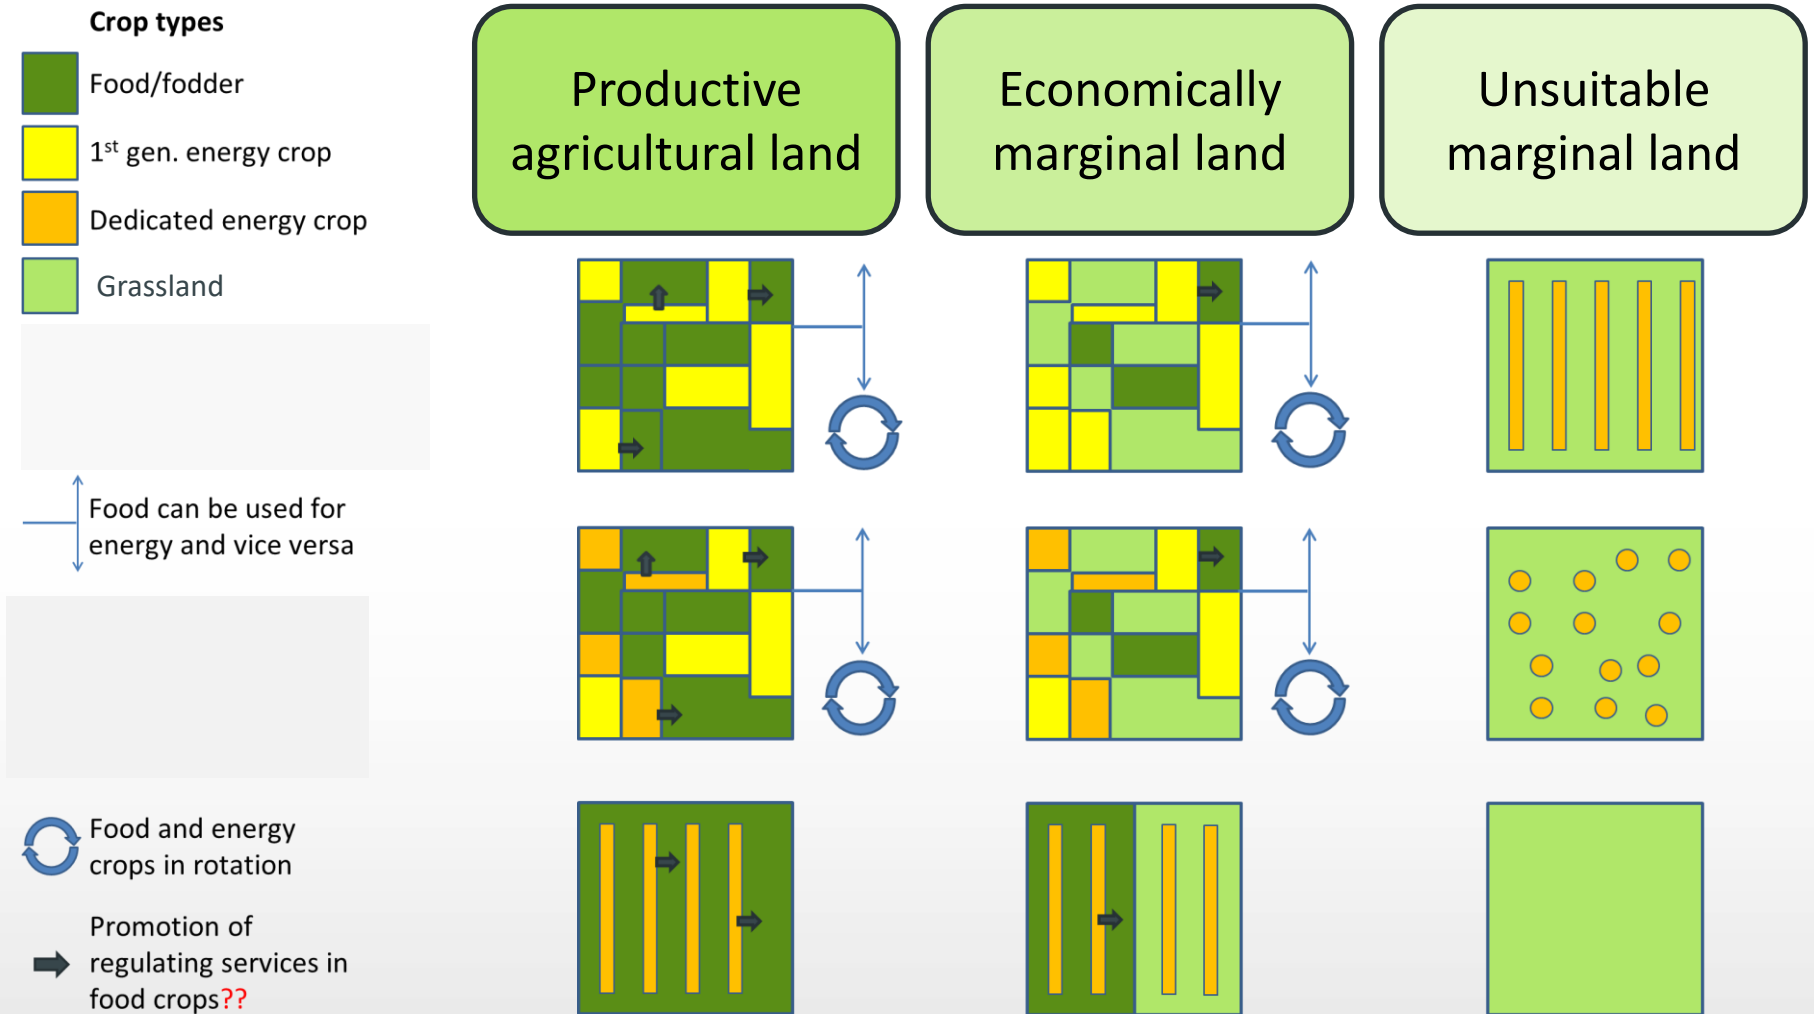 Crop types
Food/fodder
1st gen. energy crop
Dedicated energy crop
Grassland
Food can be used for
energy and vice versa
Food and energy
crops in rotation
Promotion of
regulating services in
food crops??
Productive
agricultural land
Economically
marginal land
Unsuitable
marginal land